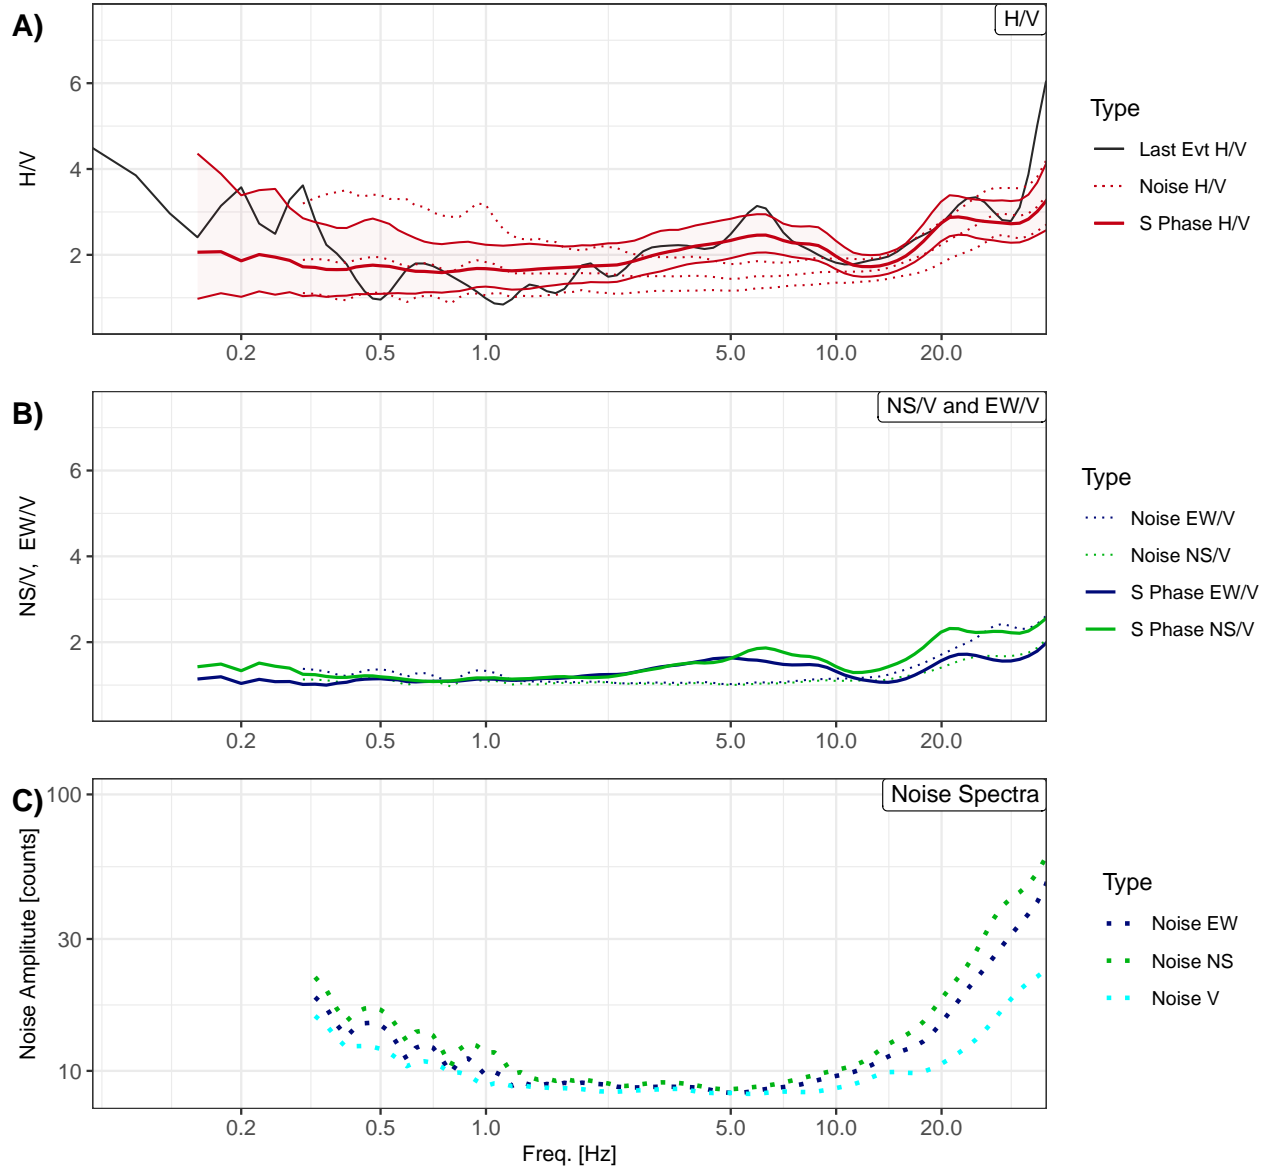 A)
H/V
6
4
2
H/V
0.2
0.5
1.0
5.0
10.0
20.0
Type
Last Evt H/V
Noise H/V
S Phase H/V
B)
NS/V and EW/V
6
4
2
NS/V,  EW/V
0.2
0.5
1.0
5.0
10.0
20.0
Type
Noise EW/V
Noise NS/V
S Phase EW/V
S Phase NS/V
C)
Noise Spectra
100
30
10
Noise Amplitute [counts]
0.2
0.5
1.0
5.0
10.0
20.0
Freq. [Hz]
Type
Noise EW
Noise NS
Noise V